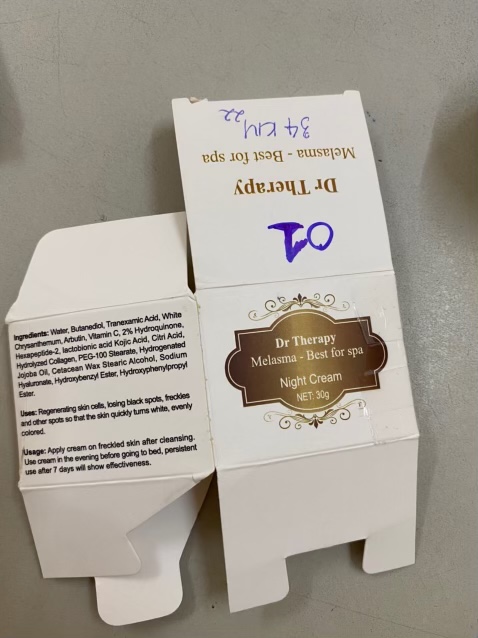 34 KM
22
Melasma - Best for spa
Dr Therapy
01
Dr Therapy
Melasma - Best for spa
Night Cream
NET: 30g
Ingredients: Water, Butanediol, Tranexamic Acid, White
Chrysanthemum, Arbutin, Vitamin C, 2% Hydroquinone,
Hexapeptide-2, lactobionic acid Kojic Acid, Citri Acid,
Hydrolyzed Collagen, PEG-100 Stearate, Hydrogenated
Jojoba Oil, Cetacean Wax Stearic Alcohol, Sodium
Hyaluronate, Hydroxybenzyl Ester, Hydroxyphenylpropyl
Ester.
Uses: Regenerating skin cells, losing black spots, freckles
and other spots so that the skin quickly turns white, evenly
colored.
Usage: Apply cream on freckled skin after cleansing.
Use cream in the evening before going to bed, persistent
use after 7 days will show effectiveness.